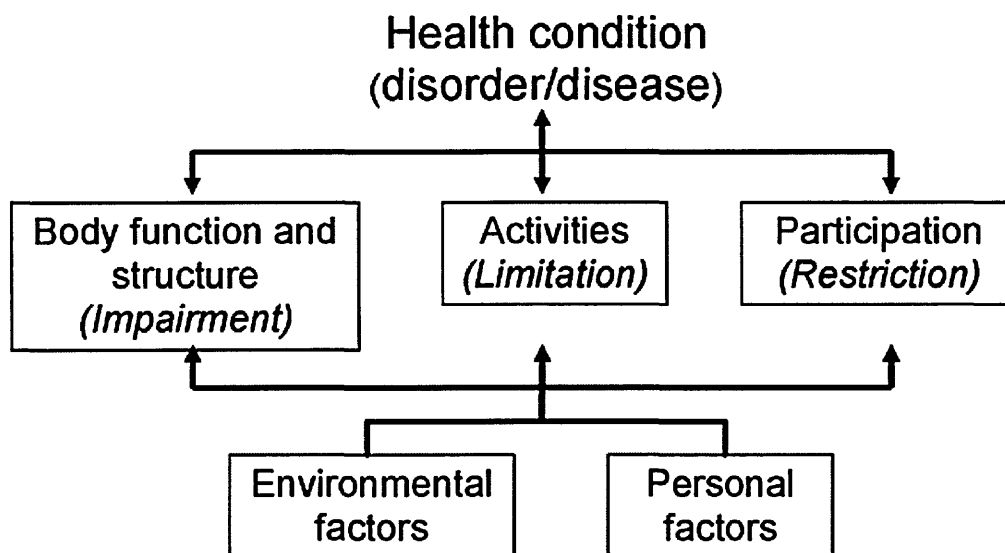 Health condition
(disorder/disease)
Body function and
structure
(Impairment)
Activities
(Limitation)
Participation
(Restriction)
Environmental
factors
Personal
factors